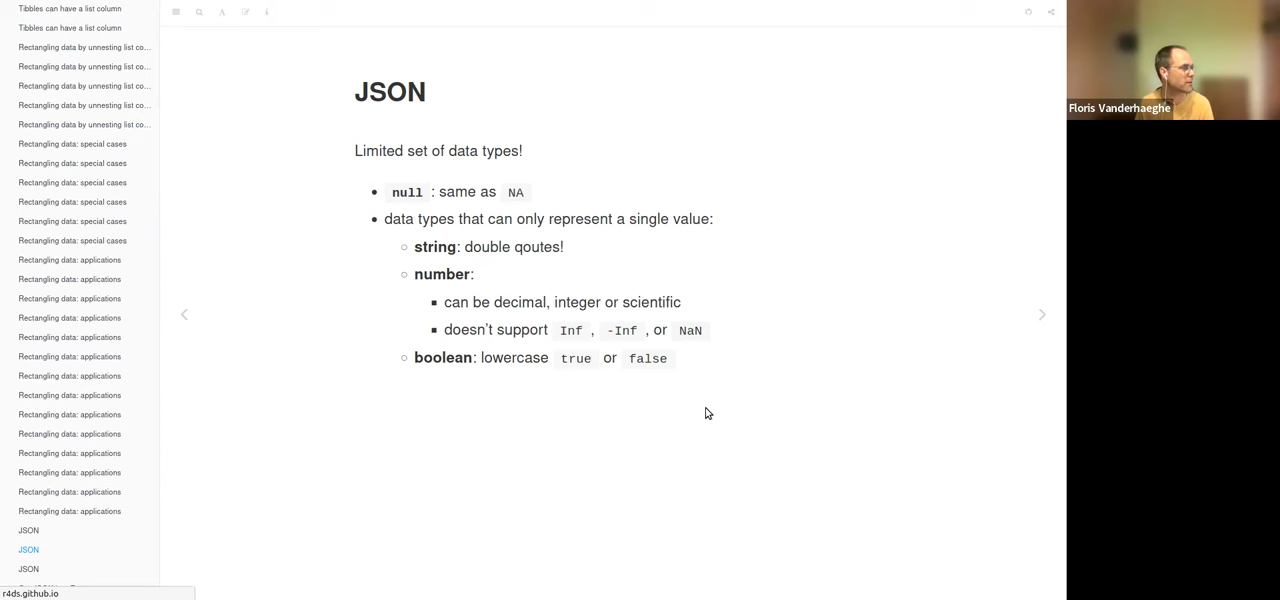 Tibbles can have a list column
Tibbles can have a list column
Rectangling data by unnesting list co…
Rectangling data by unnesting list co…
Rectangling data by unnesting list co…
Rectangling data by unnesting list co…
Rectangling data by unnesting list co…
Rectangling data: special cases
Rectangling data: special cases
Rectangling data: special cases
Rectangling data: special cases
Rectangling data: special cases
Rectangling data: special cases
Rectangling data: applications
Rectangling data: applications
Rectangling data: applications
Rectangling data: applications
Rectangling data: applications
Rectangling data: applications
Rectangling data: applications
Rectangling data: applications
Rectangling data: applications
Rectangling data: applications
Rectangling data: applications
Rectangling data: applications
Rectangling data: applications
Rectangling data: applications
JSON
JSON
JSON
r4ds.github.io
JSON
Limited set of data types!
• null : same as NA
• data types that can only represent a single value:
○ string: double qoutes!
○ number:
▪ can be decimal, integer or scientific
▪ doesn’t support Inf , -Inf , or NaN
○ boolean: lowercase true or false
Floris Vanderhaeghe